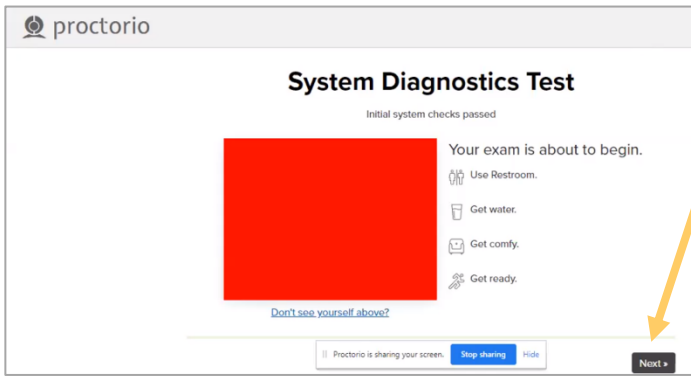 proctorio
System Diagnostics Test
Initial system checks passed
Your exam is about to begin.
Use Restroom.
Get water.
Get comfy.
Get ready.
Don't see yourself above?
Proctorio is sharing your screen. Stop sharing Hide
Next »